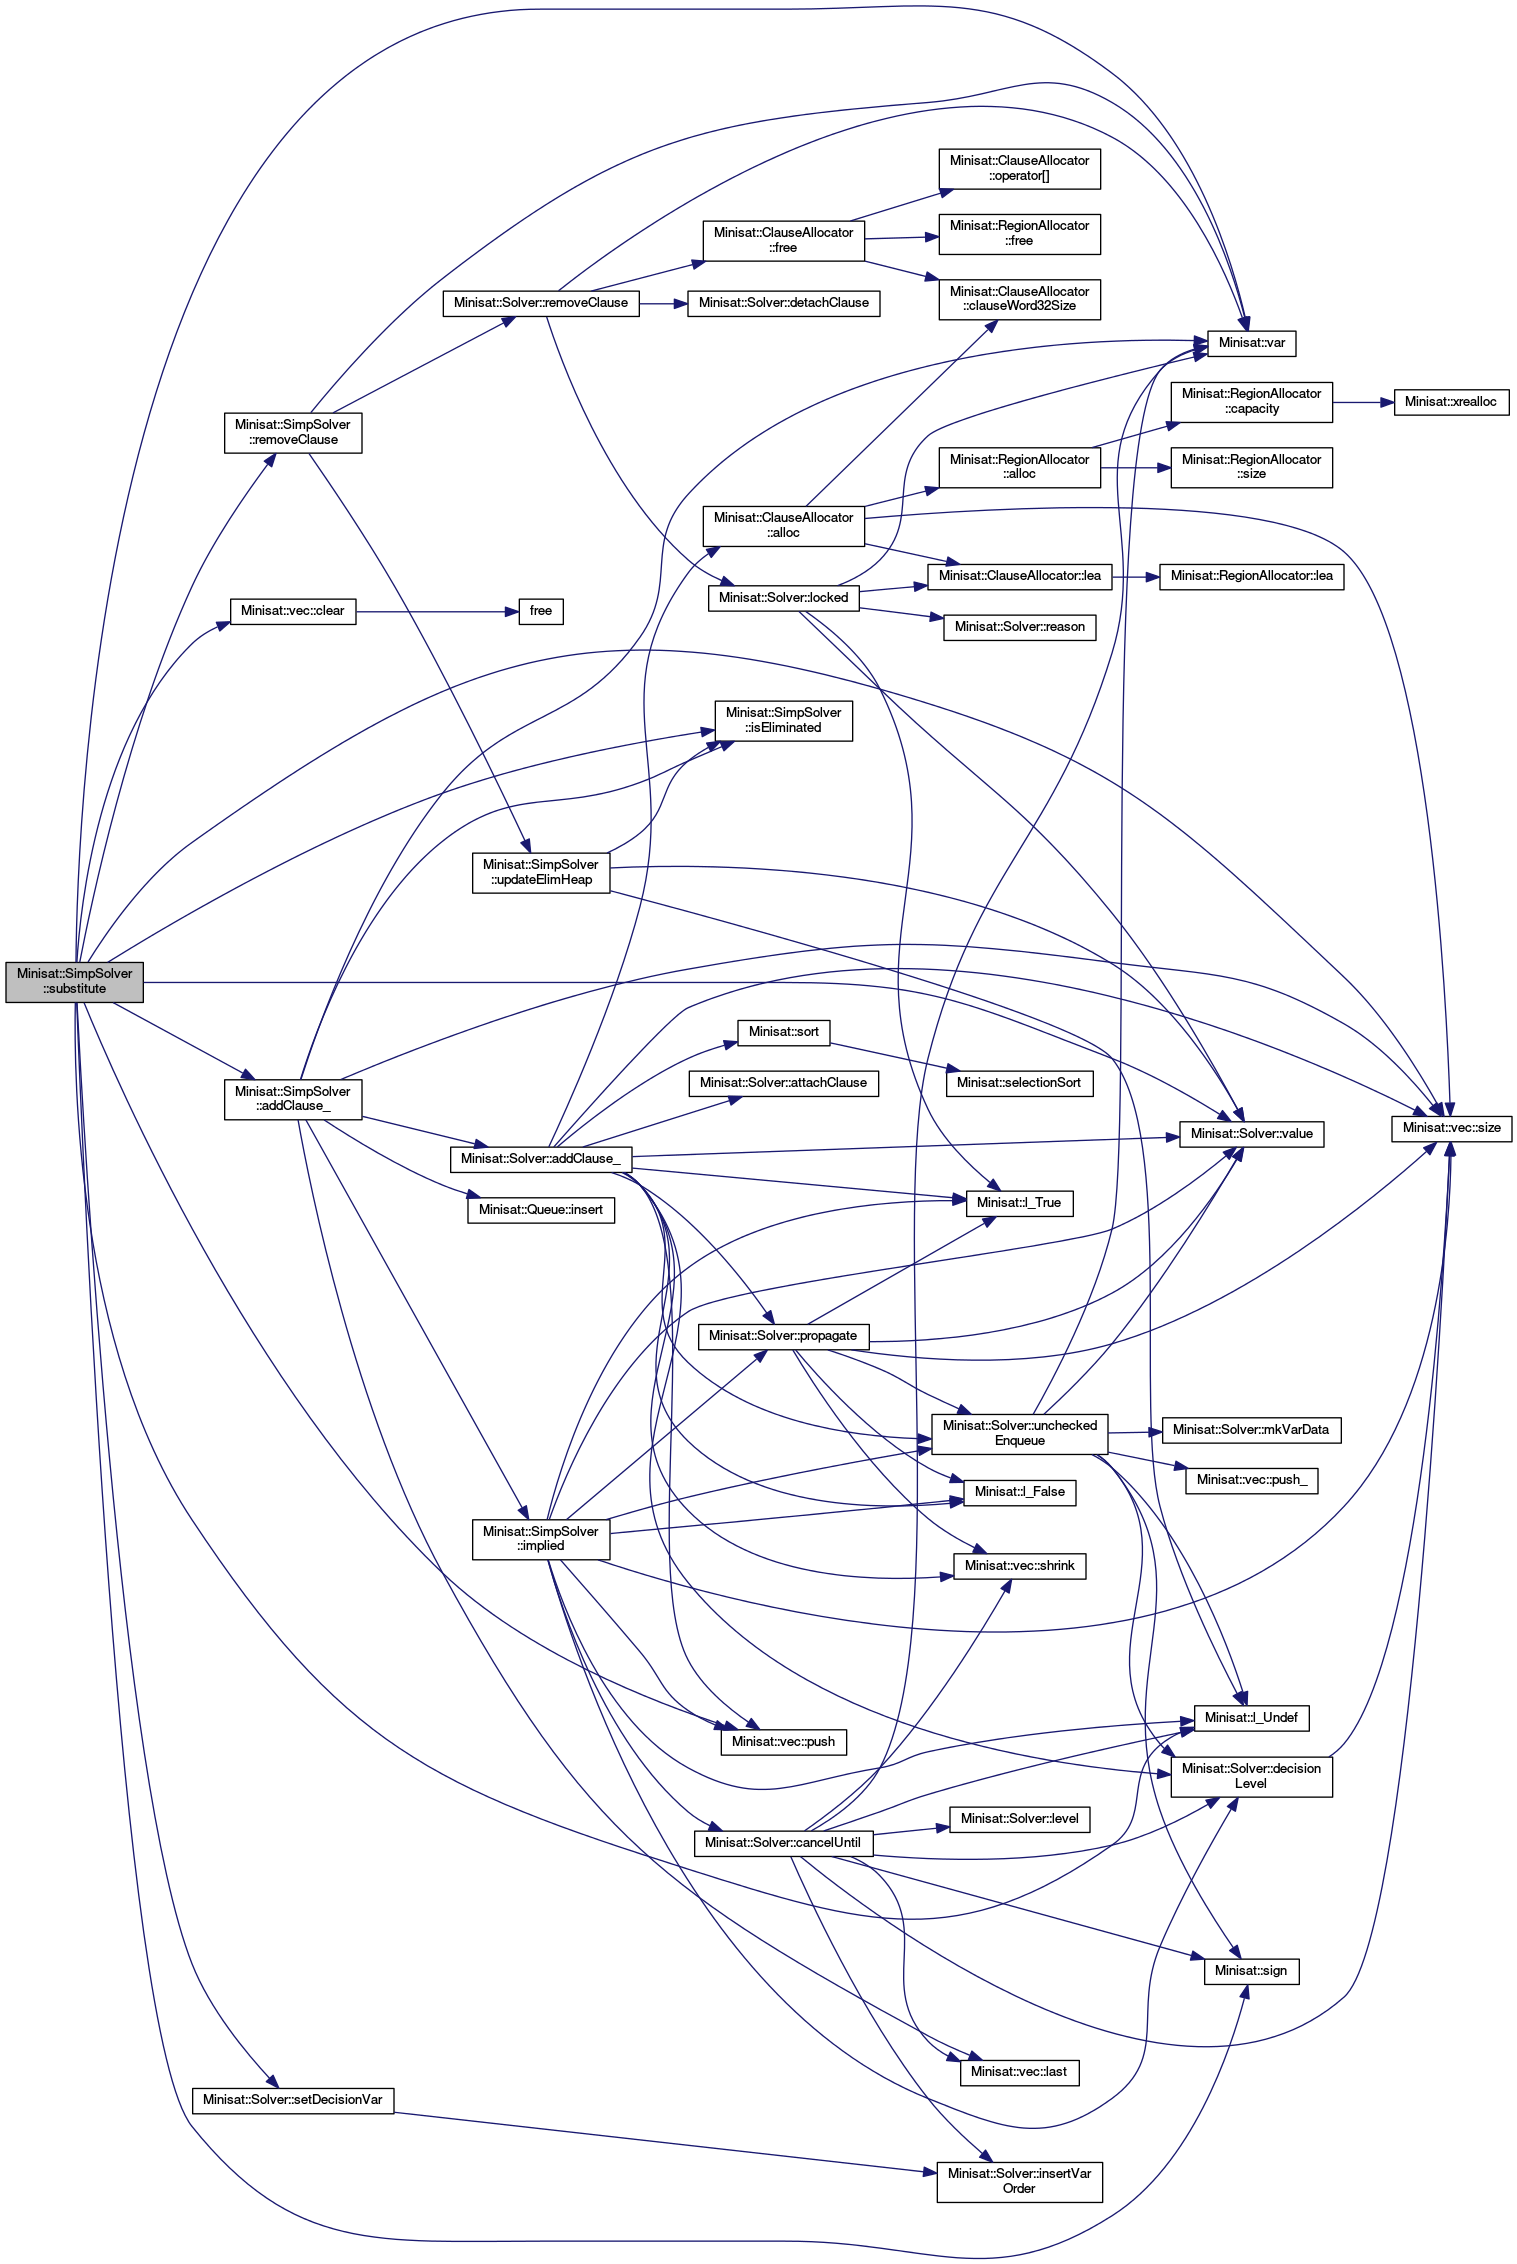 Minisat::ClauseAllocator
::operator[]
Minisat::ClauseAllocator
::free
Minisat::RegionAllocator
::free
Minisat::Solver::removeClause
Minisat::Solver::detachClause
Minisat::ClauseAllocator
::clauseWord32Size
Minisat::var
Minisat::RegionAllocator
::capacity
Minisat::xrealloc
Minisat::SimpSolver
::removeClause
Minisat::RegionAllocator
::alloc
Minisat::RegionAllocator
::size
Minisat::ClauseAllocator
::alloc
Minisat::ClauseAllocator::lea
Minisat::RegionAllocator::lea
Minisat::Solver::locked
Minisat::vec::clear
free
Minisat::Solver::reason
Minisat::SimpSolver
::isEliminated
Minisat::SimpSolver
::updateElimHeap
Minisat::SimpSolver
::substitute
Minisat::sort
Minisat::Solver::attachClause
Minisat::selectionSort
Minisat::SimpSolver
::addClause_
Minisat::Solver::value
Minisat::vec::size
Minisat::Solver::addClause_
Minisat::Queue::insert
Minisat::l_True
Minisat::Solver::propagate
Minisat::Solver::unchecked
Enqueue
Minisat::Solver::mkVarData
Minisat::vec::push_
Minisat::l_False
Minisat::SimpSolver
::implied
Minisat::vec::shrink
Minisat::l_Undef
Minisat::vec::push
Minisat::Solver::decision
Level
Minisat::Solver::level
Minisat::Solver::cancelUntil
Minisat::sign
Minisat::vec::last
Minisat::Solver::setDecisionVar
Minisat::Solver::insertVar
Order